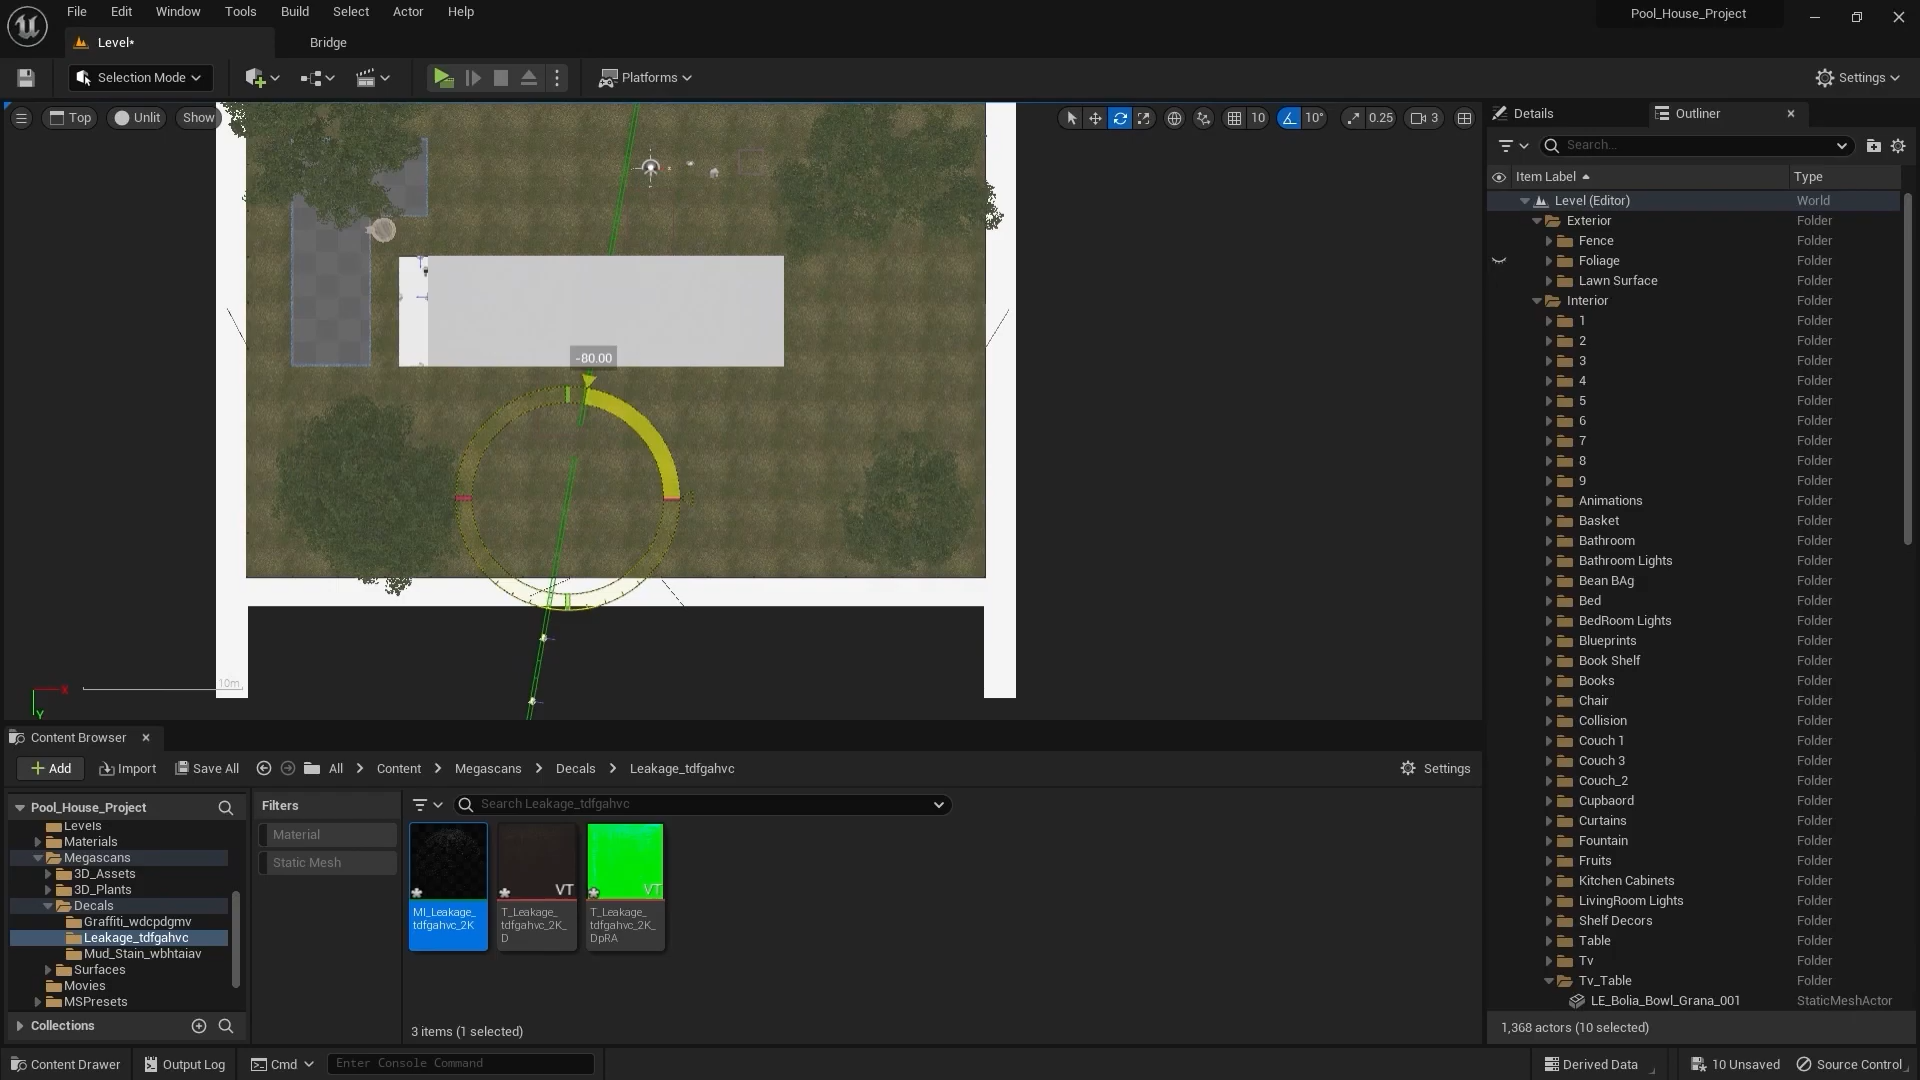 File Edit Window Tools Build Select Actor Help
Pool_House_Project
Level*
Bridge
Selection Mode
Platforms
Settings
Top
Unlit
Show
10
10°
0.25
3
-80.00
10m
X
Y
Details
Outliner
Search...
Item Label
Type
Level (Editor) World
Exterior Folder
Fence Folder
Foliage Folder
Lawn Surface Folder
Interior Folder
1 Folder
2 Folder
3 Folder
4 Folder
5 Folder
6 Folder
7 Folder
8 Folder
9 Folder
Animations Folder
Basket Folder
Bathroom Folder
Bathroom Lights Folder
Bean BAg Folder
Bed Folder
BedRoom Lights Folder
Blueprints Folder
Book Shelf Folder
Books Folder
Chair Folder
Collision Folder
Couch 1 Folder
Couch 3 Folder
Couch_2 Folder
Cupbaord Folder
Curtains Folder
Fountain Folder
Fruits Folder
Kitchen Cabinets Folder
LivingRoom Lights Folder
Shelf Decors Folder
Table Folder
Tv Folder
Tv_Table Folder
LE_Bolia_Bowl_Grana_001 StaticMeshActor
1,368 actors (10 selected)
Content Browser
Add
Import
Save All
All
Content
Megascans
Decals
Leakage_tdfgahvc
Settings
Pool_House_Project
Levels
Materials
Megascans
3D_Assets
3D_Plants
Decals
Graffiti_wdcpdgmv
Leakage_tdfgahvc
Mud_Stain_wbhtaiav
Surfaces
Movies
MSPresets
Collections
Filters
Material
Static Mesh
Search Leakage_tdfgahvc
MI_Leakage_
tdfgahvc_2K
VT
T_Leakage_
tdfgahvc_2K_
D
VT
T_Leakage_
tdfgahvc_2K_
DpRA
3 items (1 selected)
Content Drawer
Output Log
Cmd
Enter Console Command
Derived Data
10 Unsaved
Source Control